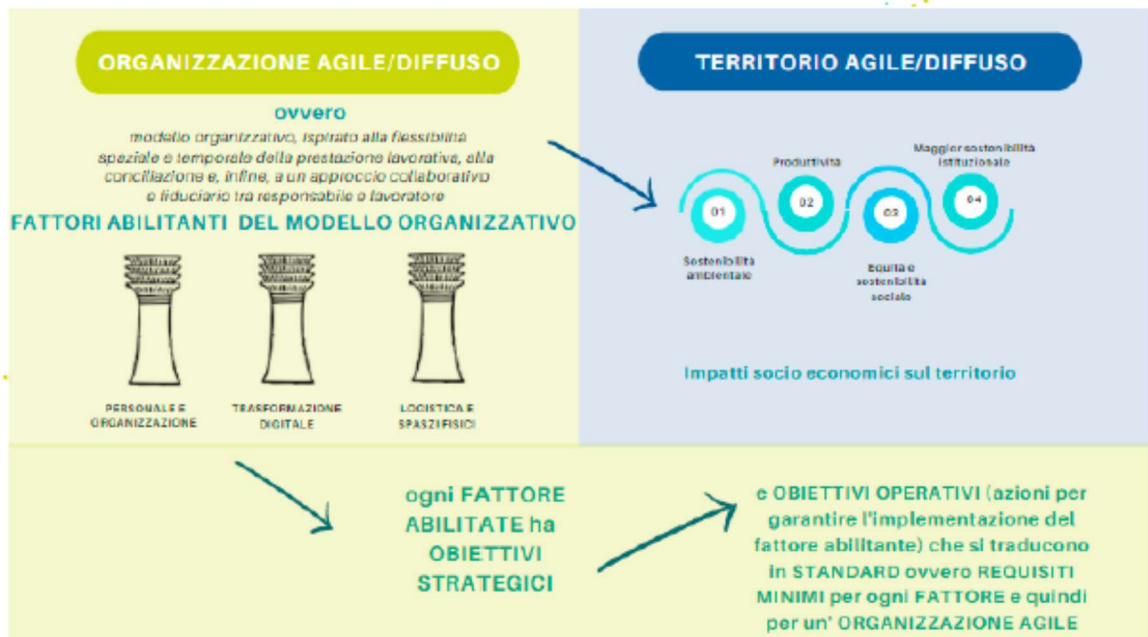 ORGANIZZAZIONE AGILE/DIFFUSO
ovvero
modello organizzativo, ispirato alla flessibilità
spaziale e temporale della prestazione lavorativa, alla
conciliazione e, infine, a un approccio collaborativo
e fiduciario tra responsabile e lavoratore
FATTORI ABILITANTI DEL MODELLO ORGANIZZATIVO
PERSONALE E
ORGANIZZAZIONE
TRASFORMAZIONE
DIGITALE
LOGISTICA E
SPASZI FISICI
TERRITORIO AGILE/DIFFUSO
01
Sostenibilità
ambientale
Produttività
02
03
Equità e
sostenibilità
sociale
Maggior sostenibilità
istituzionale
04
Impatti socio economici sul territorio
ogni FATTORE
ABILITATE ha
OBIETTIVI
STRATEGICI
e OBIETTIVI OPERATIVI (azioni per
garantire l'implementazione del
fattore abilitante) che si traducono
in STANDARD ovvero REQUISITI
MINIMI per ogni FATTORE e quindi
per un' ORGANIZZAZIONE AGILE